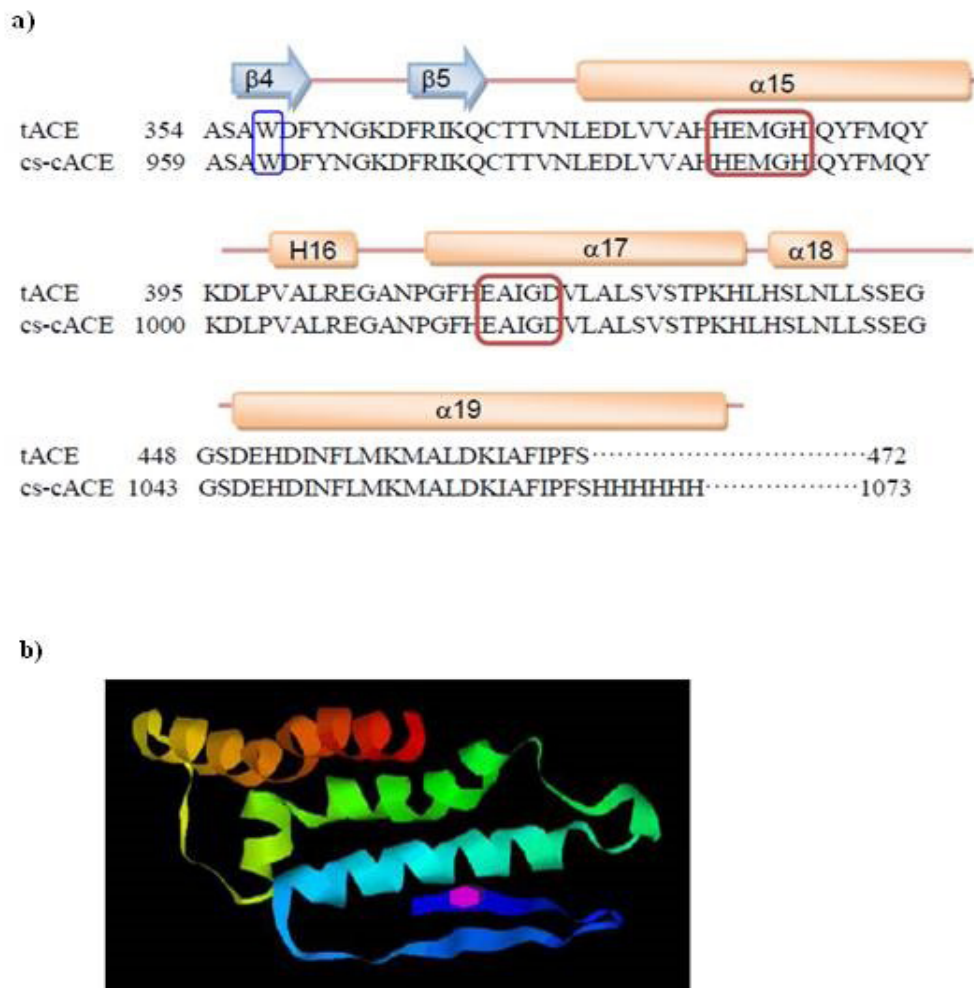 a)
β4 β5 α15
tACE 354 ASAWDFYNGKDFRIKQCTTVNLEDLVVAHHEMGHIQYFMQY
cs-cACE 959 ASAWDFYNGKDFRIKQCTTVNLEDLVVAHHEMGHIQYFMQY
H16 α17 α18
tACE 395 KDLPVALREGANPGFHEAIGDVLALSVSTPKHLHSLNLLSSEG
cs-cACE 1000 KDLPVALREGANPGFHEAIGDVLALSVSTPKHLHSLNLLSSEG
α19
tACE 448 GSDEHDINFLMKMALDKIAFIPFS·······························472
cs-cACE 1043 GSDEHDINFLMKMALDKIAFIPFSHHHHHH·················1073
b)